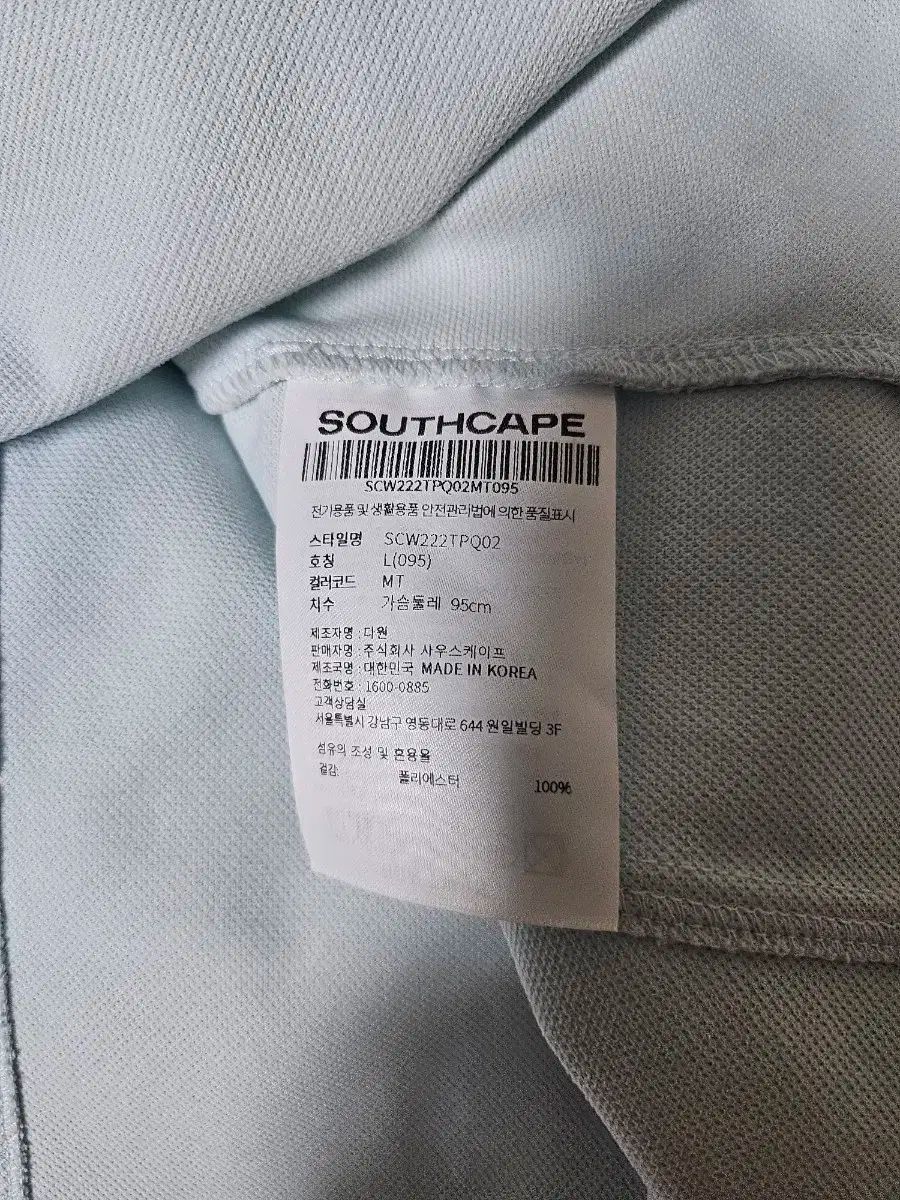 SOUTHCAPE
SCW222TPQ02MT095
전기용품 및 생활용품 안전관리법에 의한 품질표시
스타일명 SCW222TPQ02
호칭 L(095)
컬러코드 MT
치수 가슴둘레 95cm
제조자명 : 다원
판매자명 : 주식회사 사우스케이프
제조국명 : 대한민국 MADE IN KOREA
전화번호 : 1600-0885
고객상담실
서울특별시 강남구 영동대로 644 원일빌딩 3F
섬유의 조성 및 혼용율
겉감: 폴리에스터 100%